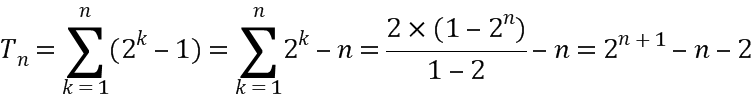 $T_n = \sum_{k=1}^{n} (2^k - 1) = \sum_{k=1}^{n} 2^k - n = \frac{2 \times (1 - 2^n)}{1 - 2} - n = 2^{n+1} - n - 2$